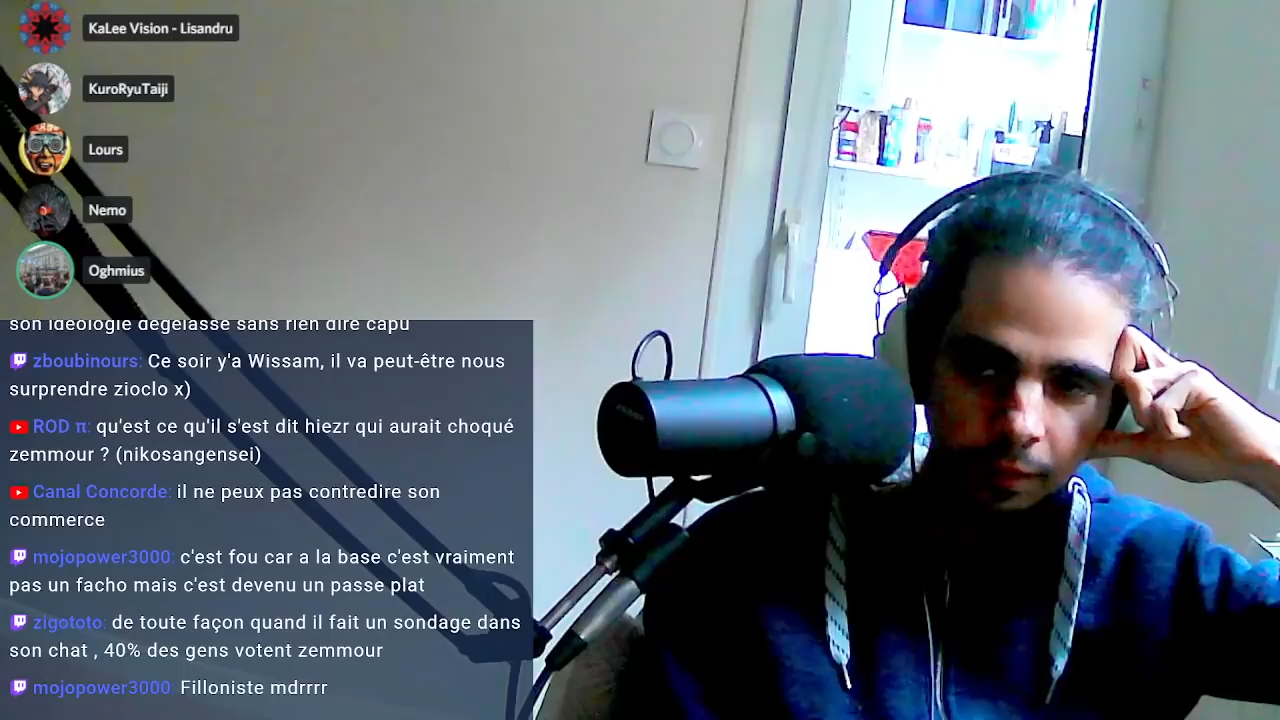 KaLee Vision - Lisandru
KuroRyuTaiji
Lours
Nemo
Oghmius
son idéologie dégelasse sans rien dire capu
zboubinours: Ce soir y'a Wissam, il va peut-être nous
surprendre zioclo x)
ROD π: qu'est ce qu'il s'est dit hiezr qui aurait choqué
zemmour ? (nikosangensei)
Canal Concorde: il ne peux pas contredire son
commerce
mojopower3000: c'est fou car a la base c'est vraiment
pas un facho mais c'est devenu un passe plat
zigototo: de toute façon quand il fait un sondage dans
son chat , 40% des gens votent zemmour
mojopower3000: Filloniste mdrrrr